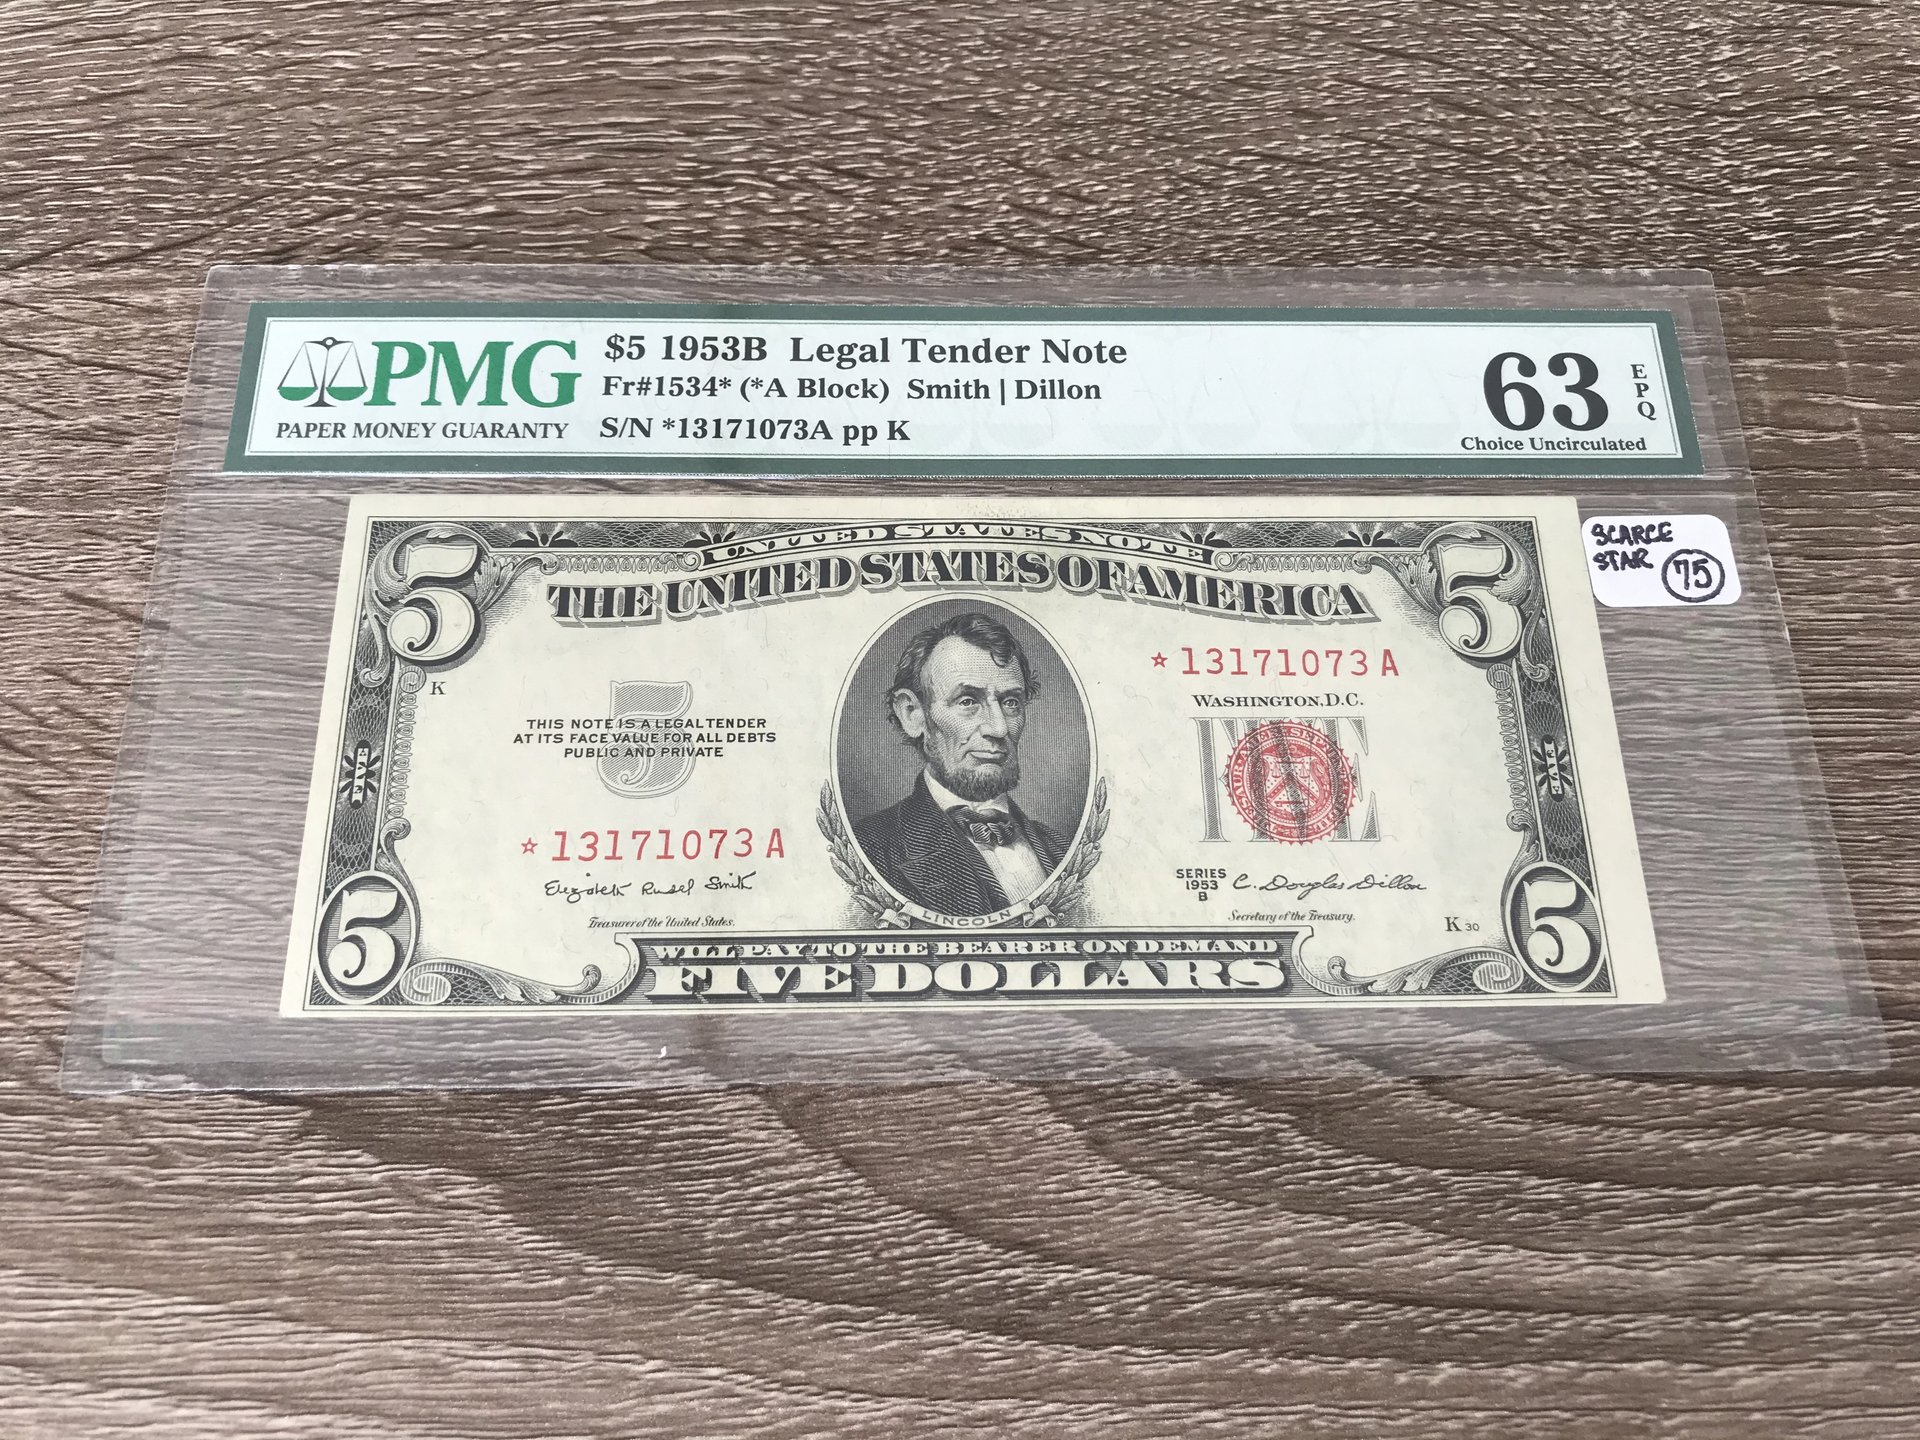 PMG
PAPER MONEY GUARANTY
$5 1953B Legal Tender Note
Fr#1534* (*A Block) Smith | Dillon
S/N *13171073A pp K
63
EPQ
Choice Uncirculated
SCARCE
STAR 75
5
5
UNITED STATES NOTE
THE UNITED STATES OF AMERICA
K
5
THIS NOTE IS A LEGAL TENDER
AT ITS FACE VALUE FOR ALL DEBTS
PUBLIC AND PRIVATE
* 13171073 A
WASHINGTON, D.C.
FIVE
FIVE
FIVE
* 13171073 A
Elizabeth Rudel Smith
Treasurer of the United States.
LINCOLN
SERIES
1953
B
C. Douglas Dillon
Secretary of the Treasury.
K 30
5
5
WILL PAY TO THE BEARER ON DEMAND
FIVE DOLLARS